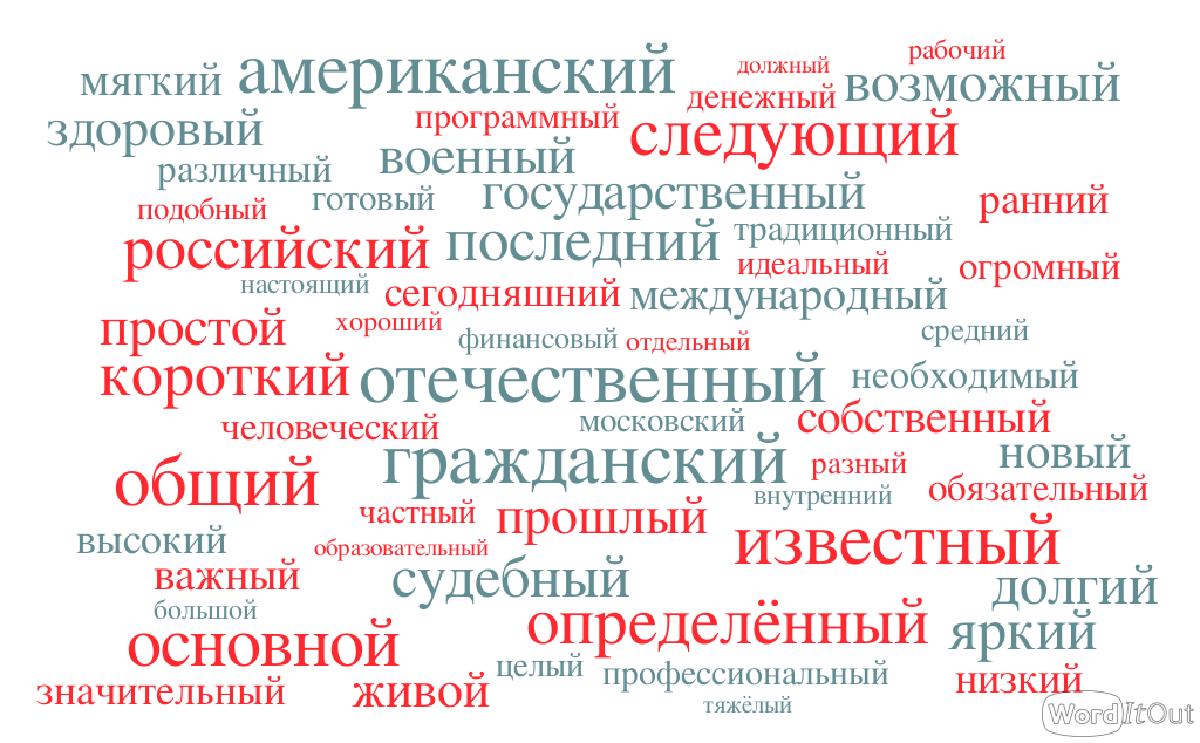 рабочий
мягкий американский должный возможный
денежный
здоровый программный следующий
военный
различный
готовый государственный ранний
подобный
российский последний традиционный
идеальный огромный
настоящий сегодняшний международный
простой хороший
финансовый отдельный средний
короткий отечественный необходимый
человеческий московский собственный
общий гражданский разный новый
внутренний обязательный
частный прошлый
высокий образовательный известный
важный судебный долгий
большой
основной определённый яркий
целый профессиональный низкий
значительный живой
тяжёлый
WordItOut